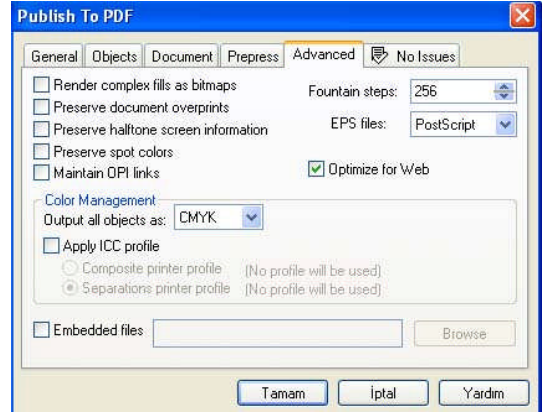 Publish To PDF
General Objects Document Prepress Advanced No Issues
Render complex fills as bitmaps
Fountain steps: 256
Preserve document overprints
Preserve halftone screen information
EPS files: PostScript
Preserve spot colors
Maintain OPI links
Optimize for Web
Color Management
Output all objects as: CMYK
Apply ICC profile
Composite printer profile (No profile will be used)
Separations printer profile (No profile will be used)
Embedded files Browse
Tamam İptal Yardım